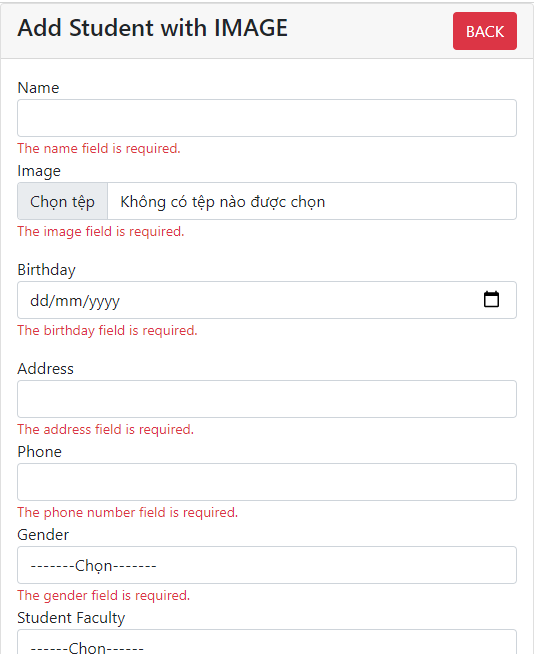 Add Student with IMAGE
BACK
Name
The name field is required.
Image
Chọn tệp Không có tệp nào được chọn
The image field is required.
Birthday
dd/mm/yyyy
The birthday field is required.
Address
The address field is required.
Phone
The phone number field is required.
Gender
-------Chọn-------
The gender field is required.
Student Faculty
------Chọn------